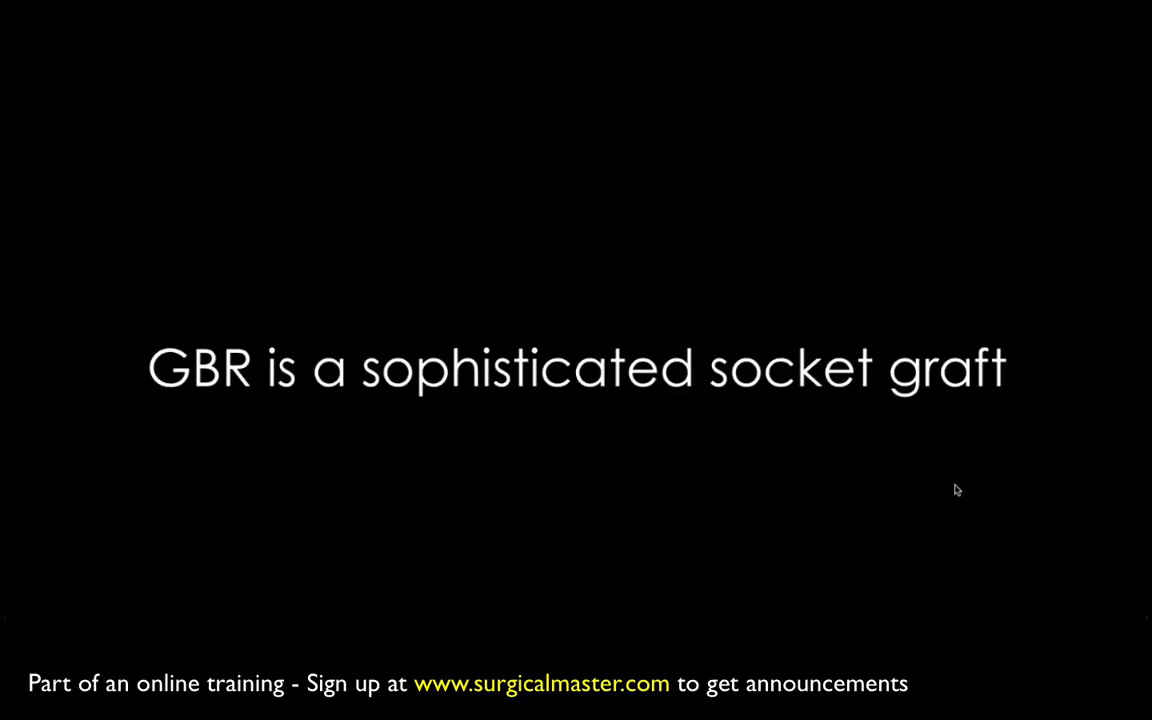 GBR is a sophisticated socket graft
Part of an online training - Sign up at www.surgicalmaster.com to get announcements